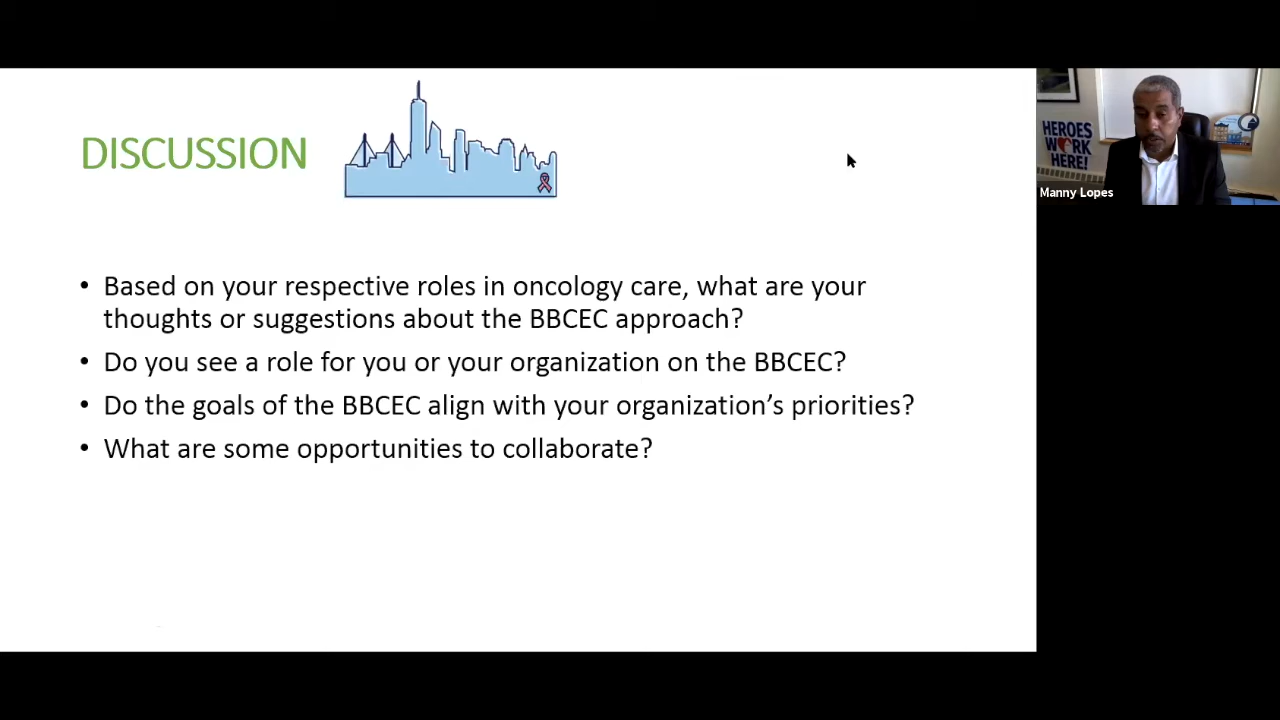 DISCUSSION
• Based on your respective roles in oncology care, what are your
thoughts or suggestions about the BBCEC approach?
• Do you see a role for you or your organization on the BBCEC?
• Do the goals of the BBCEC align with your organization's priorities?
• What are some opportunities to collaborate?
HEROES
WORK
HERE!
Manny Lopes